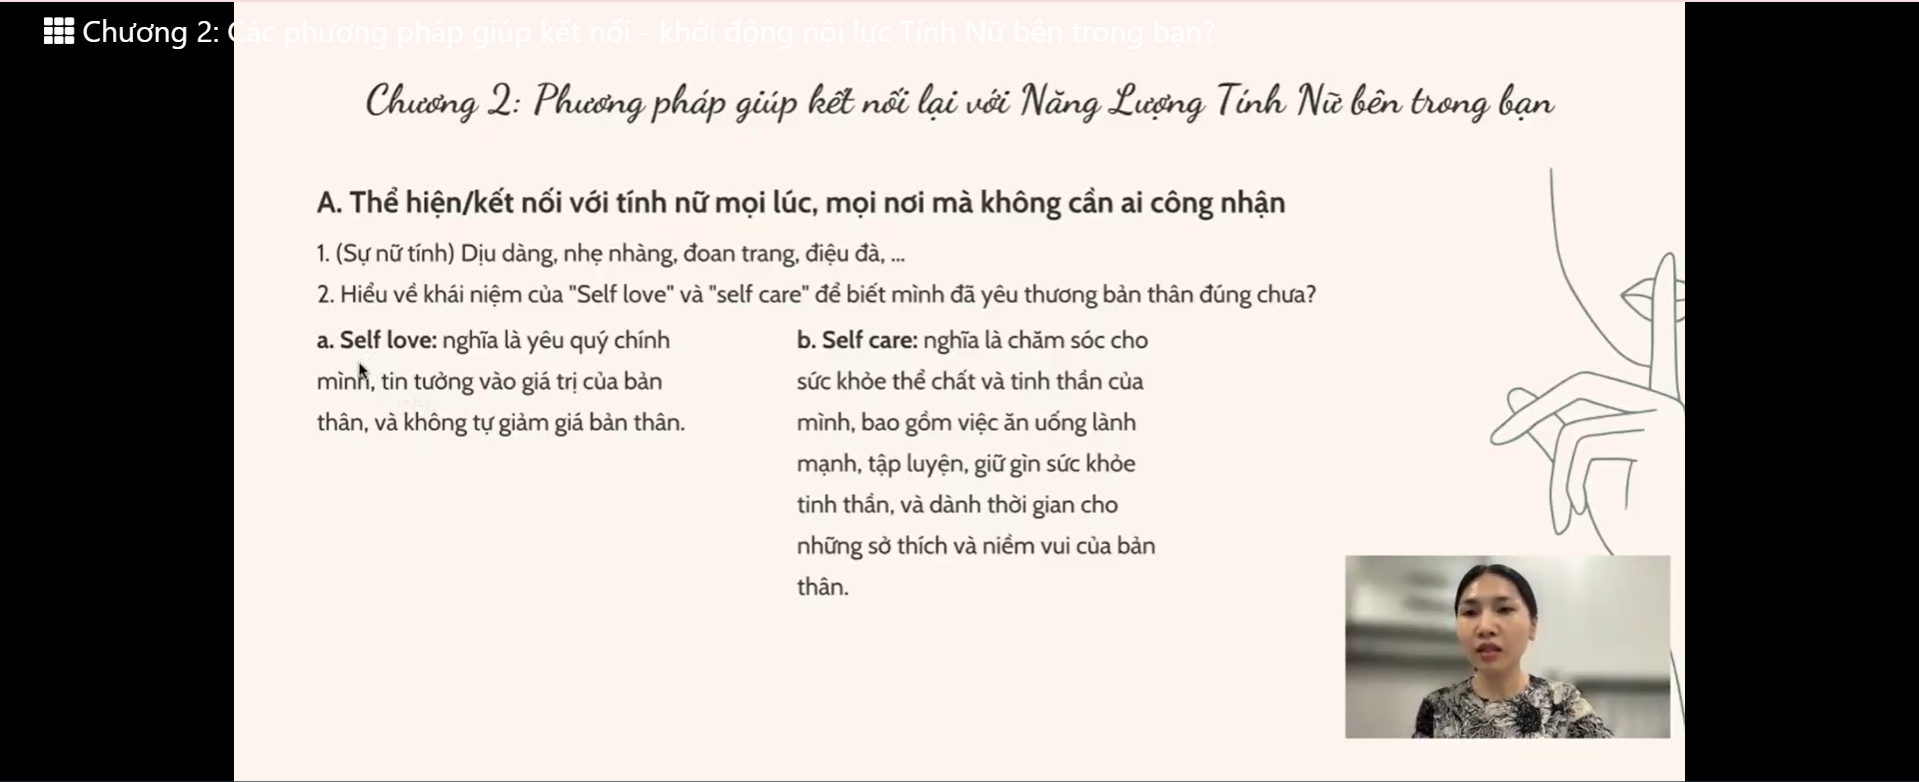 Chương 2: Các phương pháp giúp kết nối - khởi động nội lực Tính Nữ bên trong bạn?
Chương 2: Phương pháp giúp kết nối lại với Năng Lượng Tính Nữ bên trong bạn
A. Thể hiện/kết nối với tính nữ mọi lúc, mọi nơi mà không cần ai công nhận
1. (Sự nữ tính) Dịu dàng, nhẹ nhàng, đoan trang, điệu đà, ...
2. Hiểu về khái niệm của "Self love" và "self care" để biết mình đã yêu thương bản thân đúng chưa?
a. Self love: nghĩa là yêu quý chính
mình, tin tưởng vào giá trị của bản
thân, và không tự giảm giá bản thân.
b. Self care: nghĩa là chăm sóc cho
sức khỏe thể chất và tinh thần của
mình, bao gồm việc ăn uống lành
mạnh, tập luyện, giữ gìn sức khỏe
tinh thần, và dành thời gian cho
những sở thích và niềm vui của bản
thân.